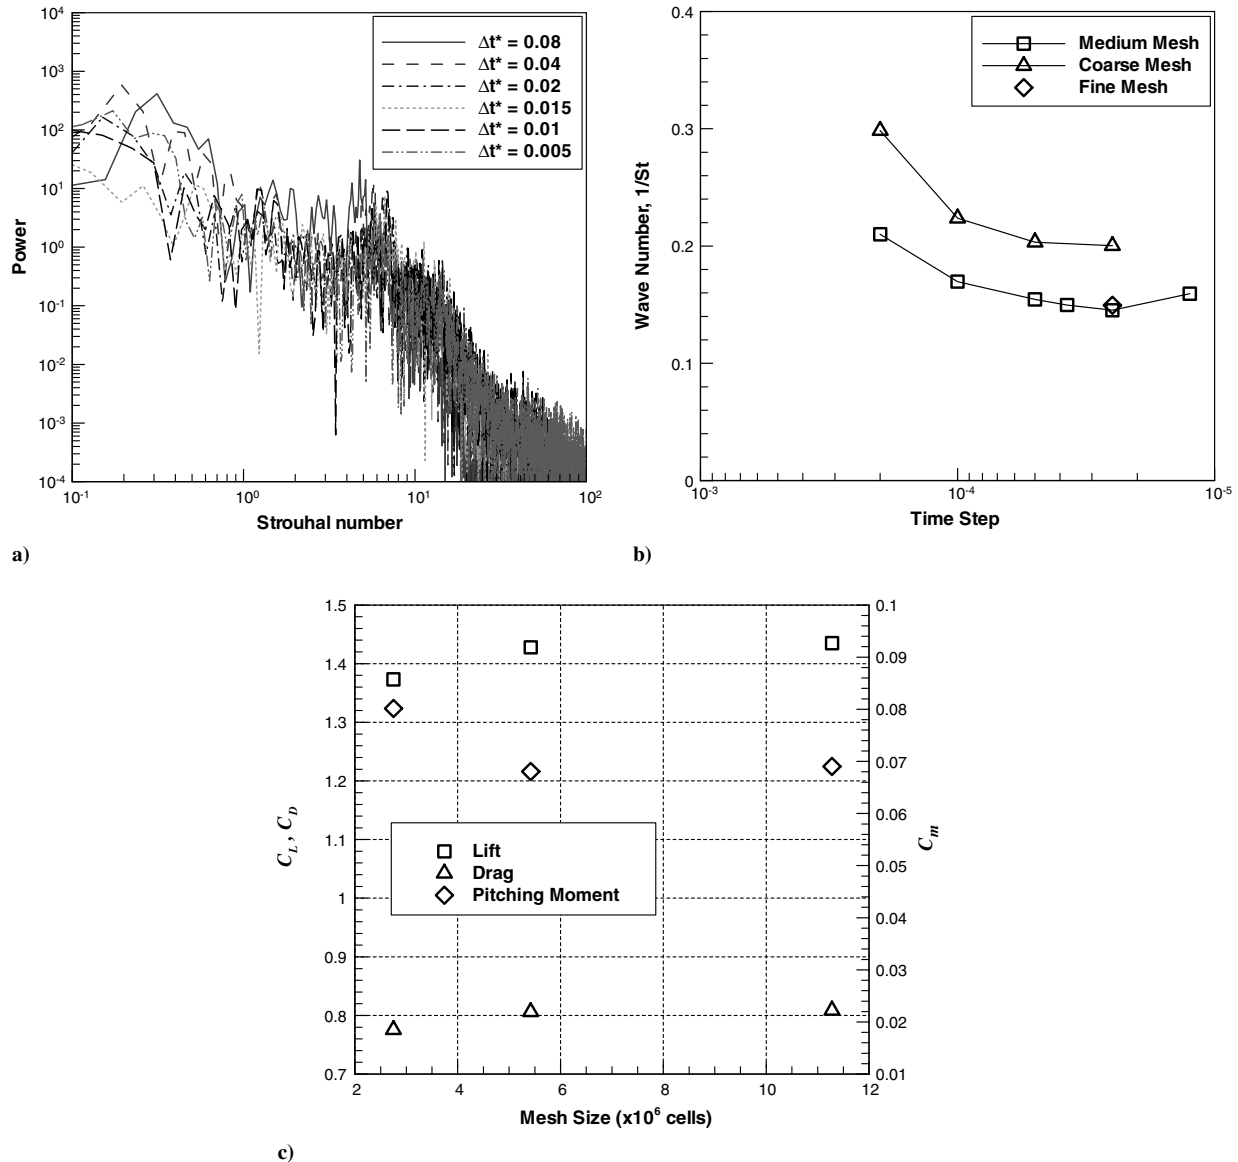 10^4
10^3
10^2
10^1
10^0
10^-1
10^-2
10^-3
10^-4
Power
10^-1
10^0
10^1
10^2
Strouhal number
Δt* = 0.08
Δt* = 0.04
Δt* = 0.02
Δt* = 0.015
Δt* = 0.01
Δt* = 0.005
a)
0.4
0.3
0.2
0.1
0
Wave Number, 1/St
10^-3
10^-4
10^-5
Time Step
Medium Mesh
Coarse Mesh
Fine Mesh
b)
1.5
1.4
1.3
1.2
1.1
1
0.9
0.8
0.7
C_L, C_D
2
4
6
8
10
12
Mesh Size (x10^6 cells)
0.1
0.09
0.08
0.07
0.06
0.05
0.04
0.03
0.02
0.01
C_m
Lift
Drag
Pitching Moment
c)